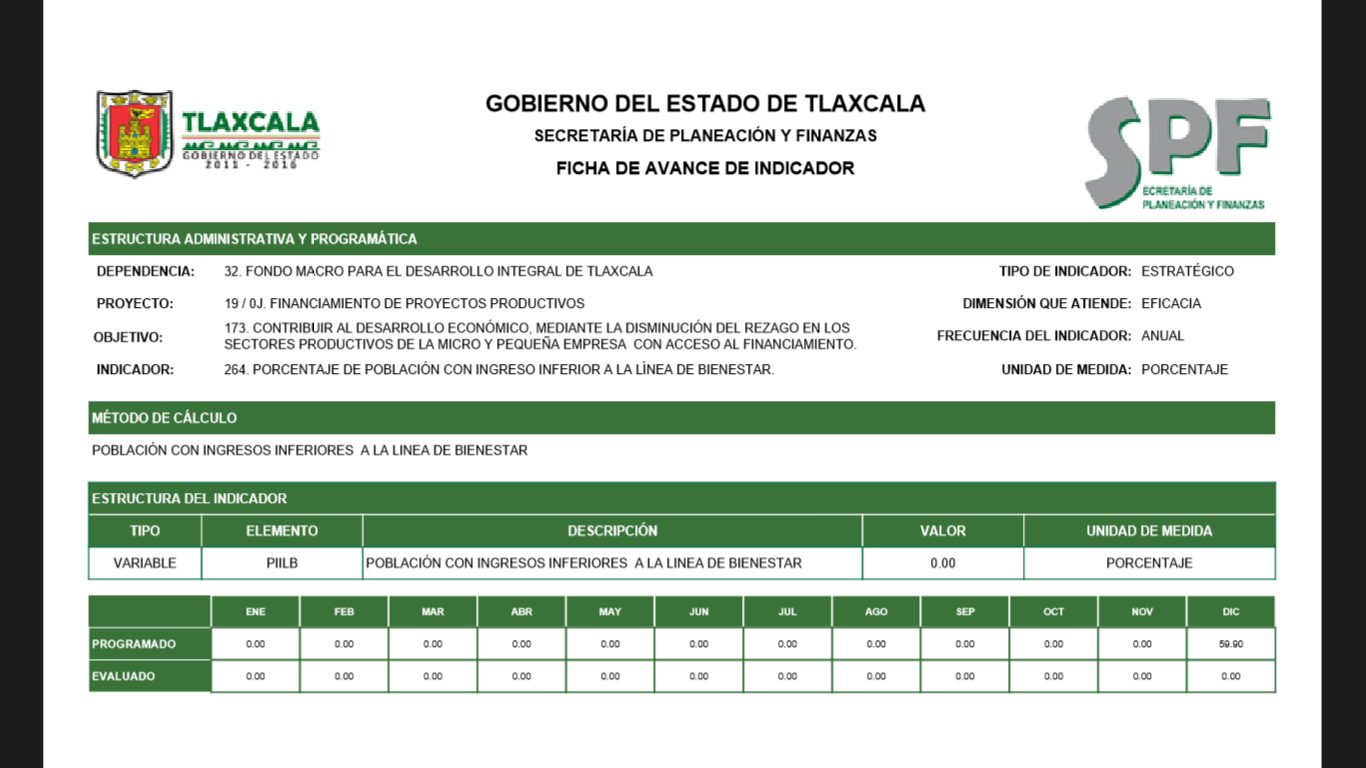 TLAXCALA
GOBIERNO DEL ESTADO
2011 - 2016
GOBIERNO DEL ESTADO DE TLAXCALA
SECRETARÍA DE PLANEACIÓN Y FINANZAS
FICHA DE AVANCE DE INDICADOR
SPF
ECRETARÍA DE
PLANEACIÓN Y FINANZAS
ESTRUCTURA ADMINISTRATIVA Y PROGRAMÁTICA
DEPENDENCIA: 32. FONDO MACRO PARA EL DESARROLLO INTEGRAL DE TLAXCALA TIPO DE INDICADOR: ESTRATÉGICO
PROYECTO: 19 / 0J. FINANCIAMIENTO DE PROYECTOS PRODUCTIVOS DIMENSIÓN QUE ATIENDE: EFICACIA
OBJETIVO: 173. CONTRIBUIR AL DESARROLLO ECONÓMICO, MEDIANTE LA DISMINUCIÓN DEL REZAGO EN LOS
SECTORES PRODUCTIVOS DE LA MICRO Y PEQUEÑA EMPRESA CON ACCESO AL FINANCIAMIENTO. FRECUENCIA DEL INDICADOR: ANUAL
INDICADOR: 264. PORCENTAJE DE POBLACIÓN CON INGRESO INFERIOR A LA LÌNEA DE BIENESTAR. UNIDAD DE MEDIDA: PORCENTAJE
MÉTODO DE CÁLCULO
POBLACIÓN CON INGRESOS INFERIORES A LA LINEA DE BIENESTAR
ESTRUCTURA DEL INDICADOR
TIPO ELEMENTO DESCRIPCIÓN VALOR UNIDAD DE MEDIDA
VARIABLE PIILB POBLACIÓN CON INGRESOS INFERIORES A LA LINEA DE BIENESTAR 0.00 PORCENTAJE
ENE FEB MAR ABR MAY JUN JUL AGO SEP OCT NOV DIC
PROGRAMADO 0.00 0.00 0.00 0.00 0.00 0.00 0.00 0.00 0.00 0.00 0.00 59.90
EVALUADO 0.00 0.00 0.00 0.00 0.00 0.00 0.00 0.00 0.00 0.00 0.00 0.00